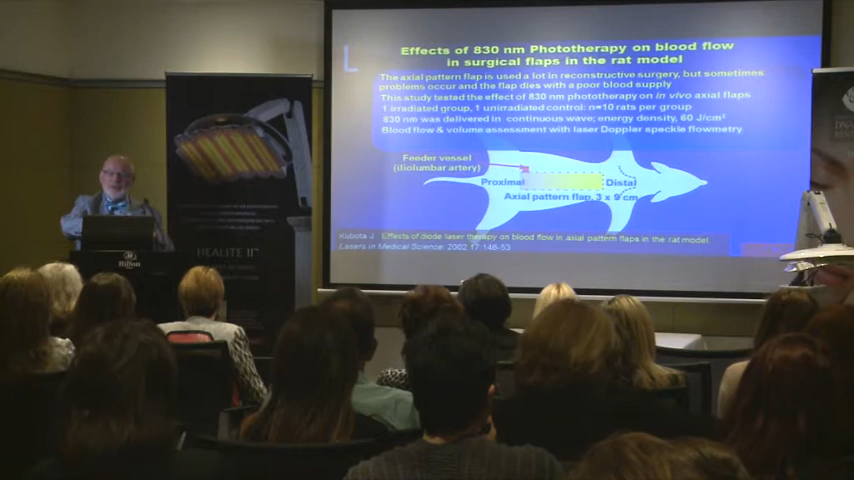 Effects of 830 nm Phototherapy on blood flow
in surgical flaps in the rat model
The axial pattern flap is used a lot in reconstructive surgery, but sometimes
problems occur and the flap dies with a poor blood supply
This study tested the effect of 830 nm phototherapy on in vivo axial flaps
1 irradiated group, 1 unirradiated control: n=10 rats per group
830 nm was delivered in continuous wave; energy density, 60 J/cm²
Blood flow & volume assessment with laser Doppler speckle flowmetry
Feeder vessel
(iliolumbar artery)
Proximal
Distal
Axial pattern flap, 3 x 9 cm
Kubota J. Effects of diode laser therapy on blood flow in axial pattern flaps in the rat model.
Lasers in Medical Science. 2002 17:146-53
HEALITE II™
Hilton